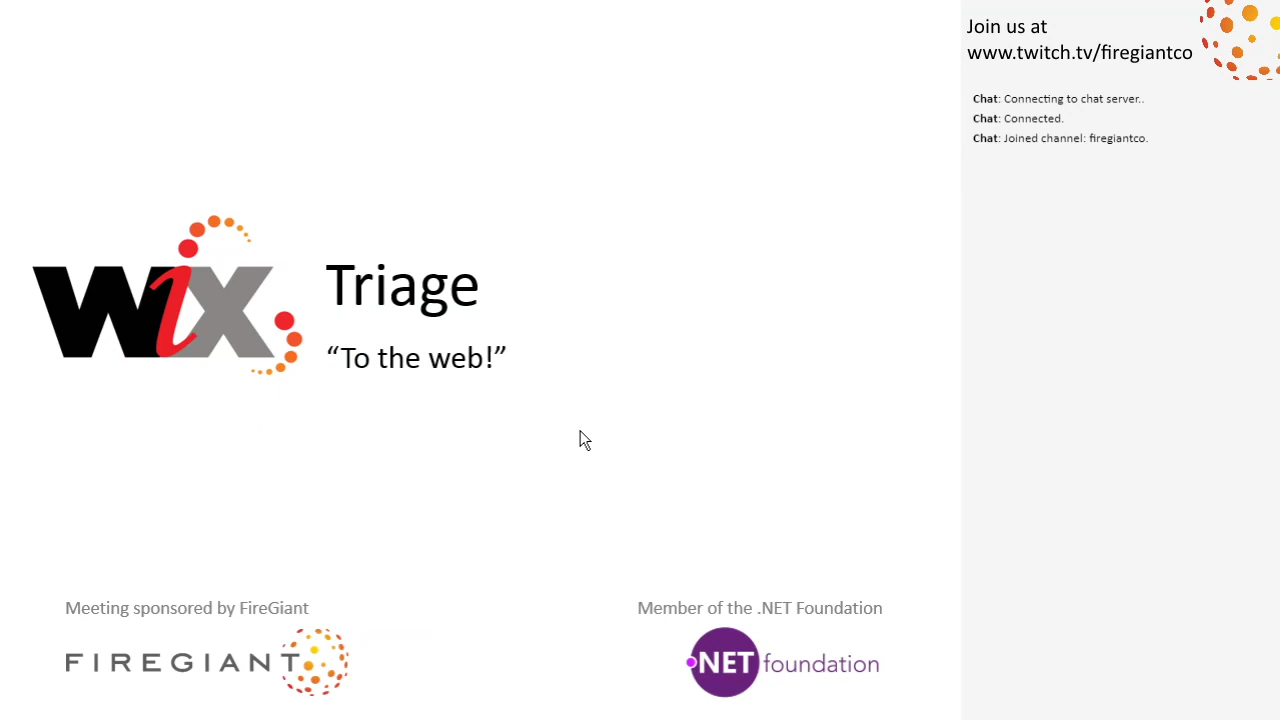 WiX
Triage
“To the web!”
Meeting sponsored by FireGiant
FIREGIANT
Member of the .NET Foundation
.NET foundation
Join us at
www.twitch.tv/firegiantco
Chat: Connecting to chat server..
Chat: Connected.
Chat: Joined channel: firegiantco.